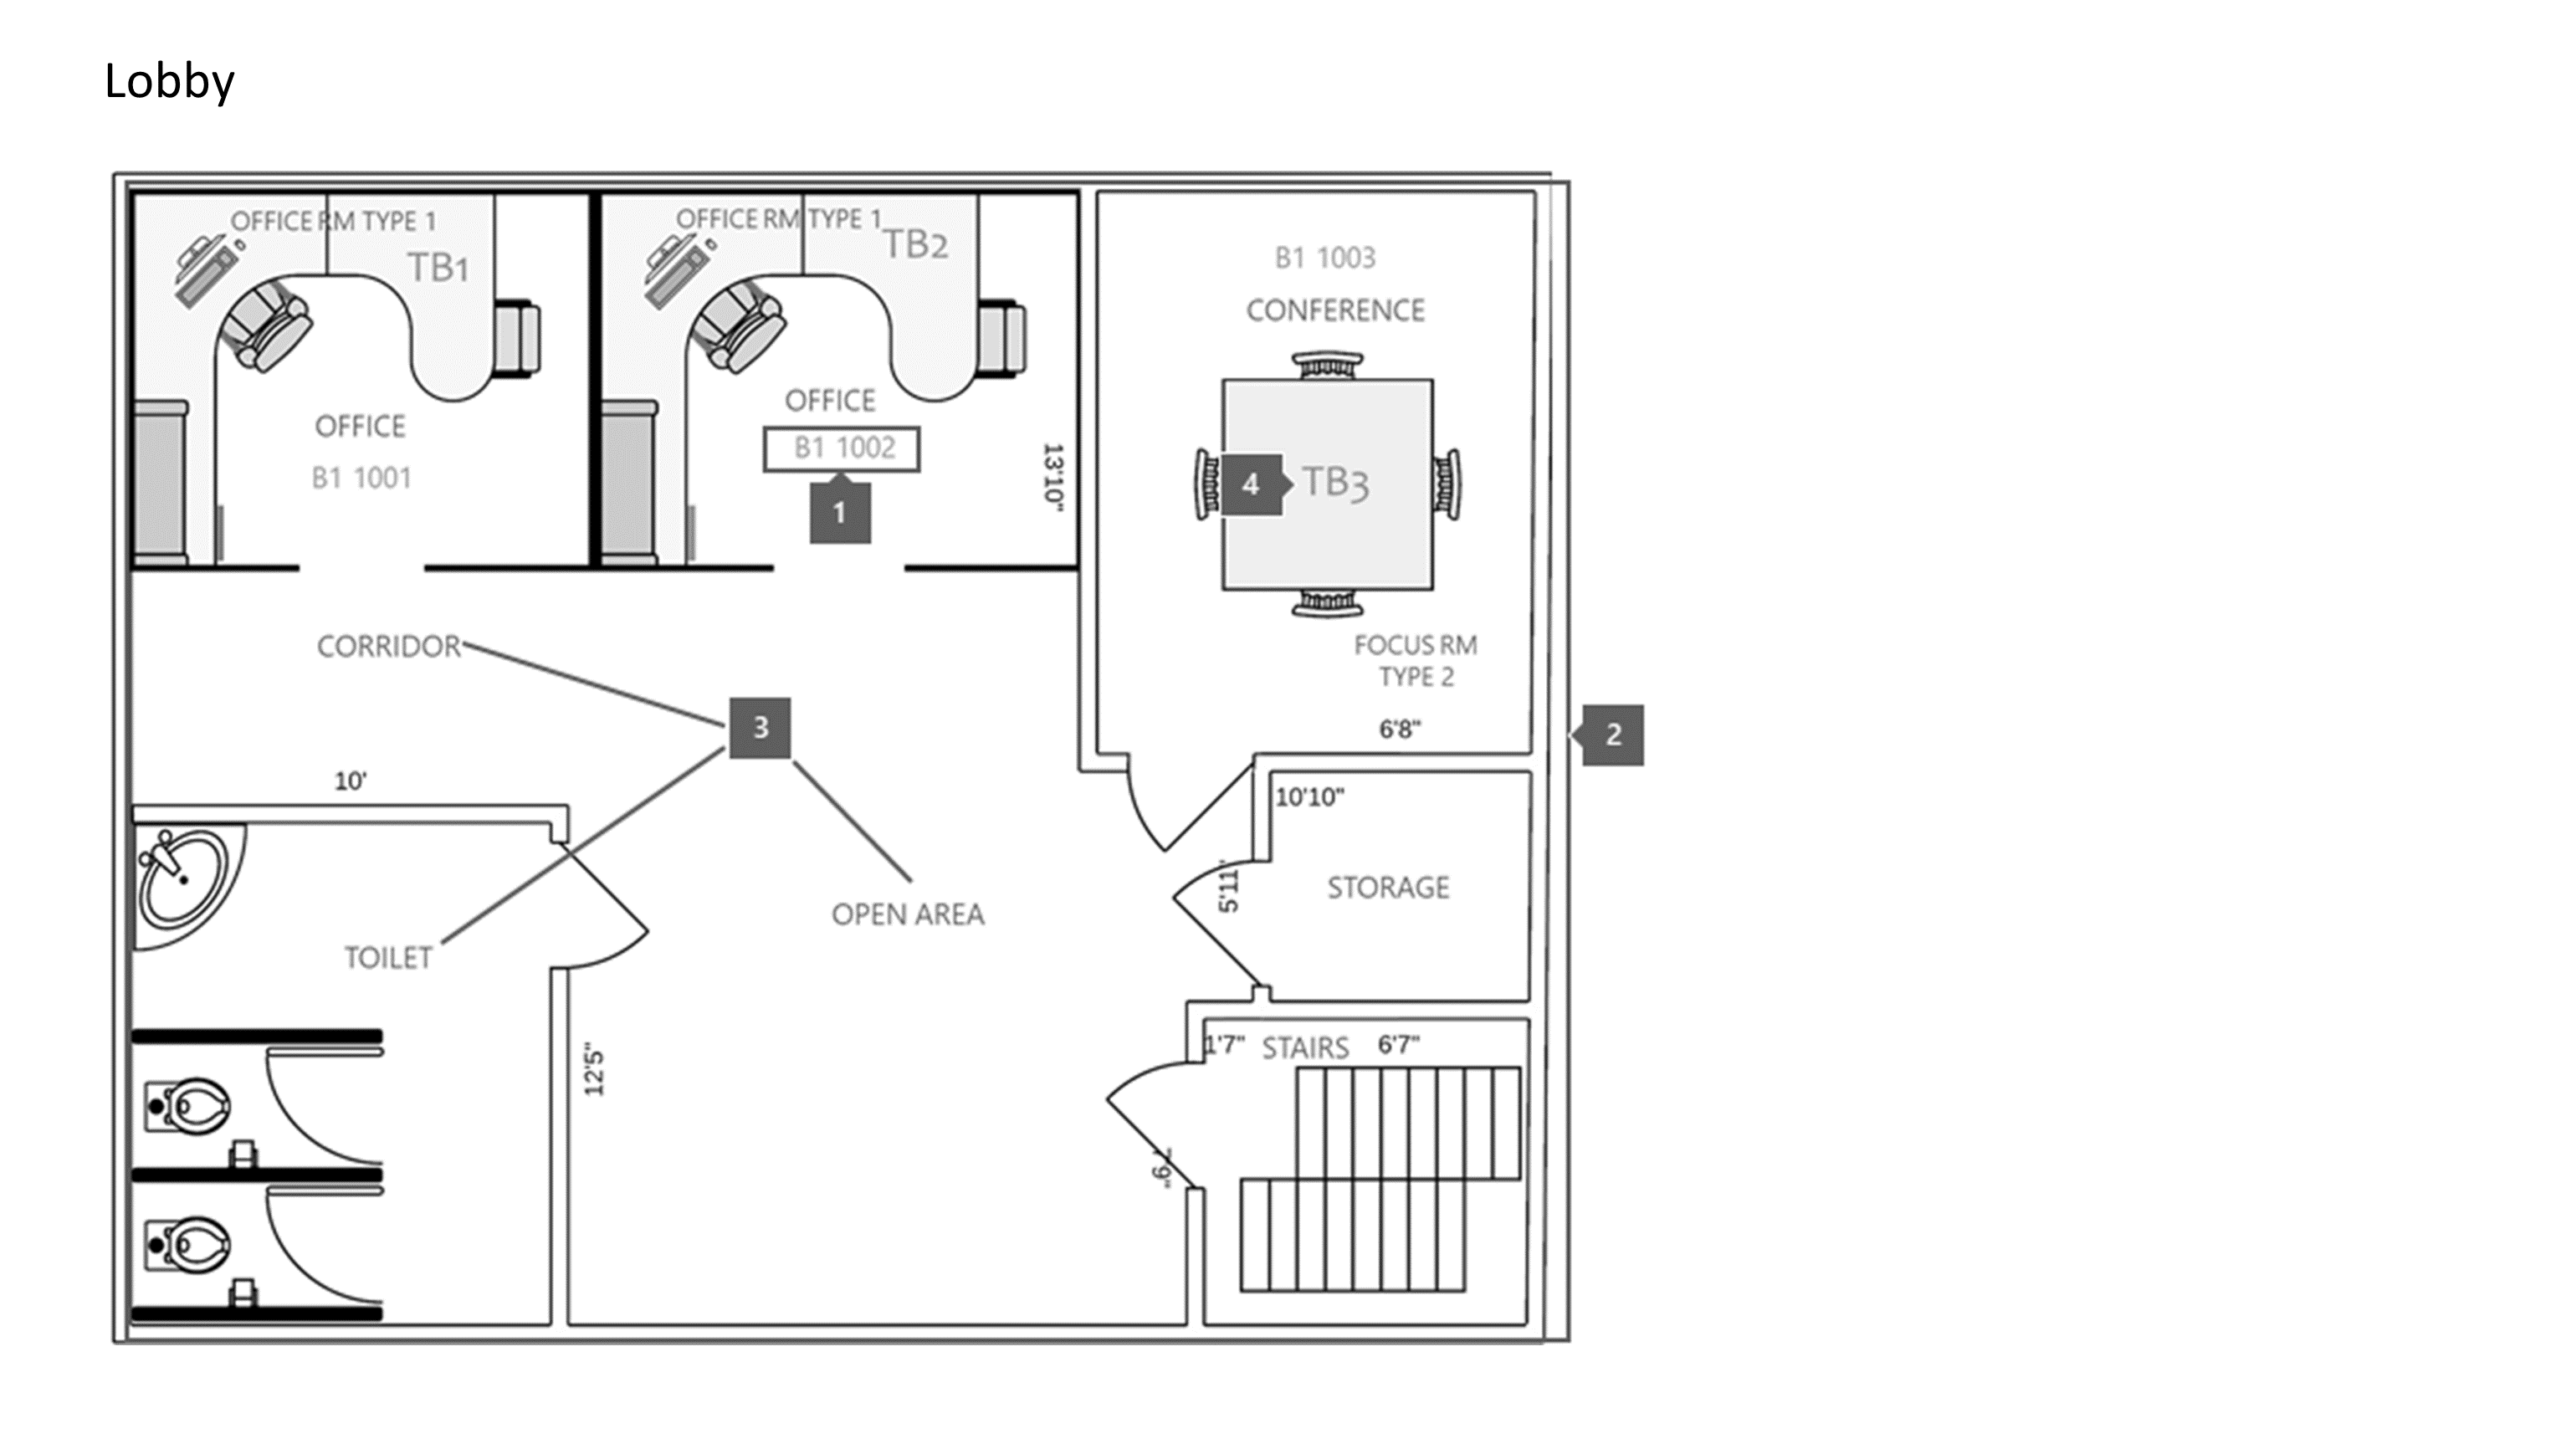 Lobby
OFFICE RM TYPE 1
TB1
OFFICE RM TYPE 1
TB2
OFFICE
B1 1001
OFFICE
B1 1002
1
13'10"
B1 1003
CONFERENCE
4
TB3
FOCUS RM
TYPE 2
6'8"
2
CORRIDOR
3
10'
10'10"
5'11"
STORAGE
OPEN AREA
TOILET
12'5"
1'7"
STAIRS
6'7"